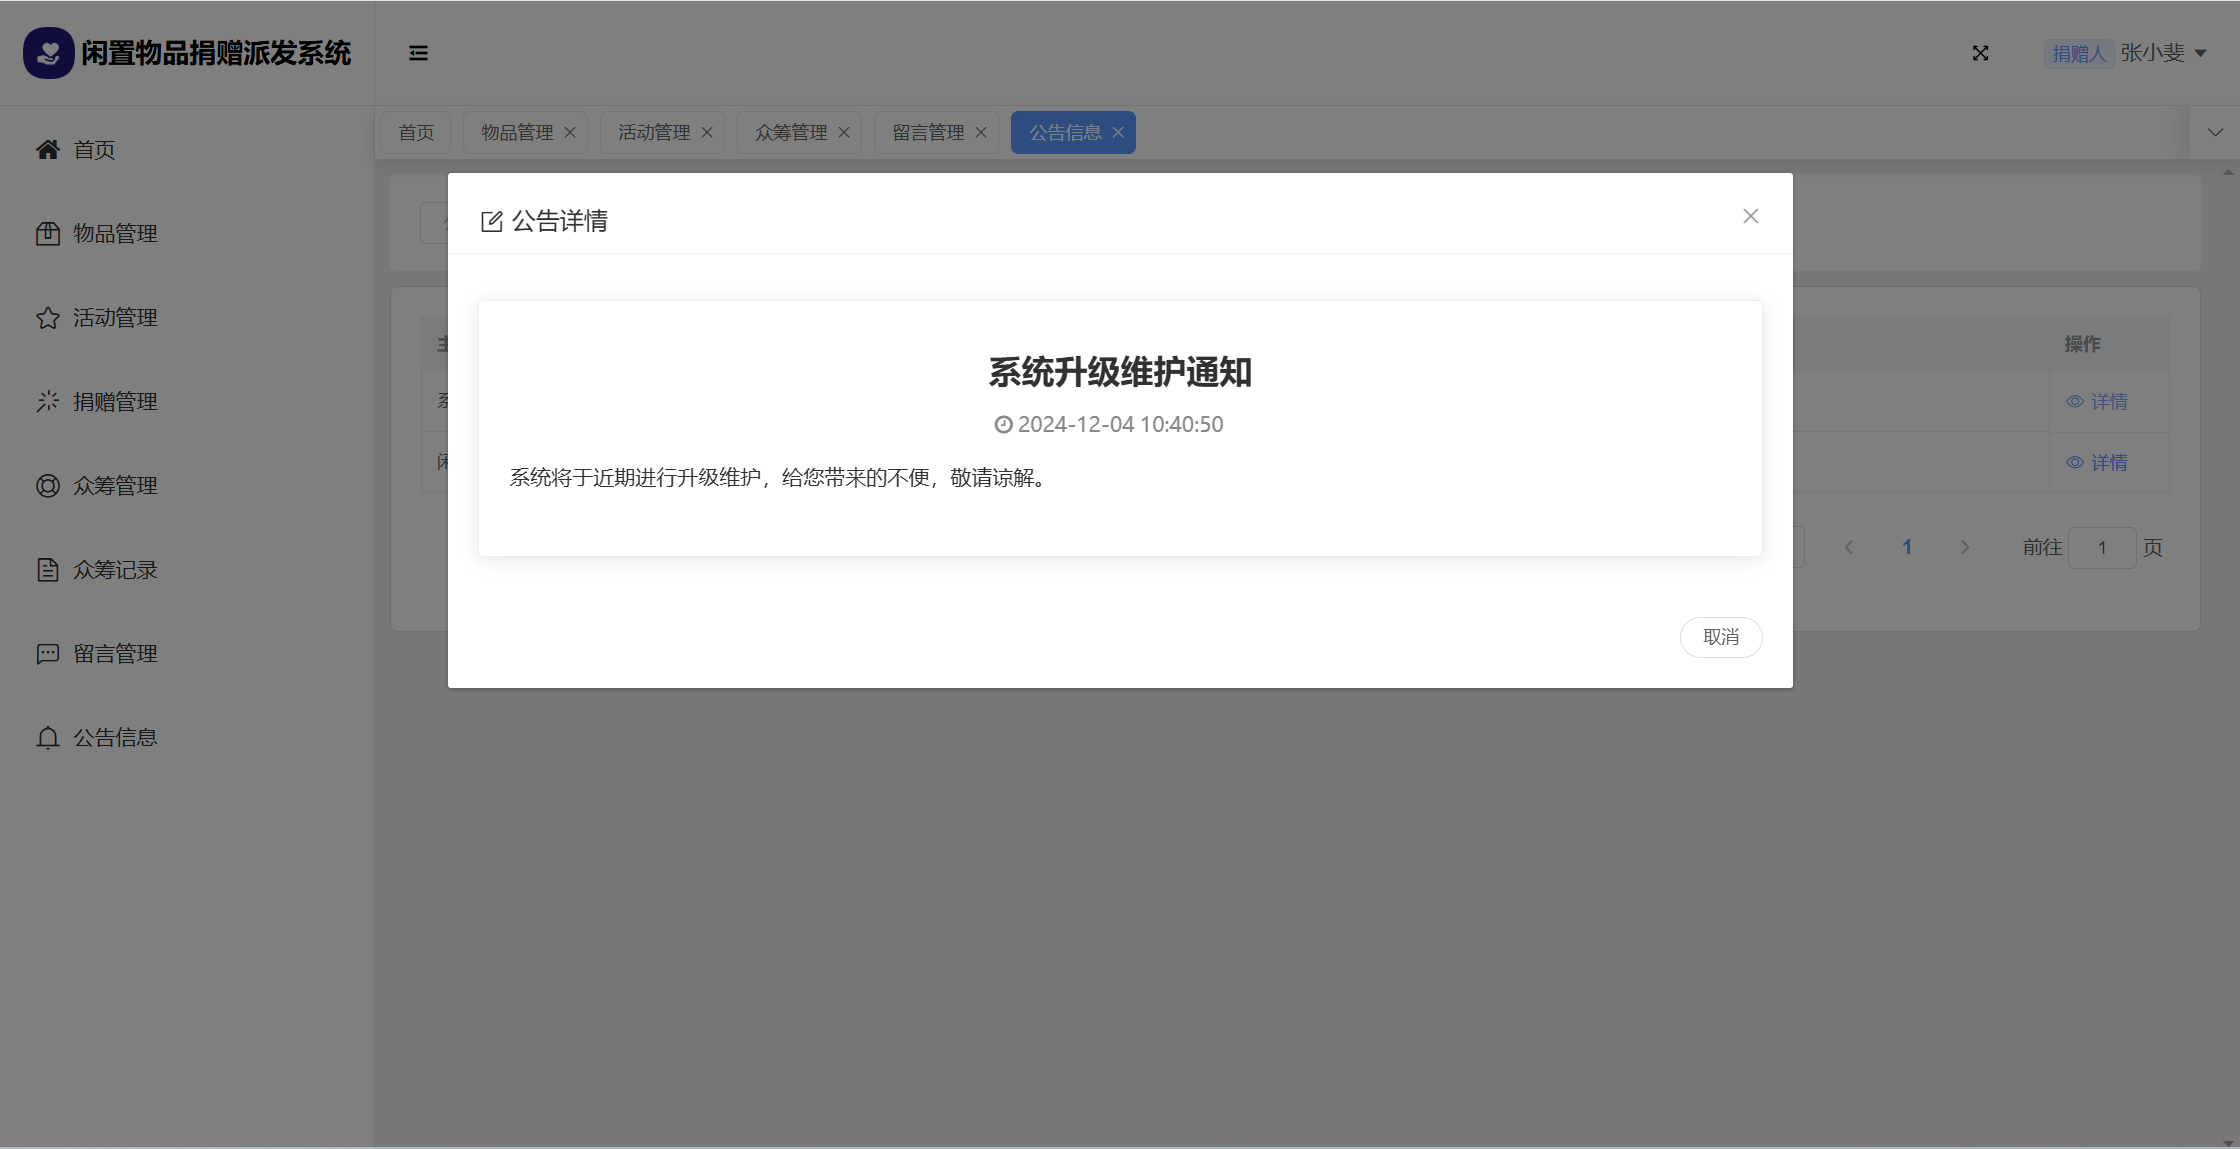 闲置物品捐赠派发系统
捐赠人 张小斐
首页
物品管理
活动管理
众筹管理
留言管理
公告信息
首页
物品管理
活动管理
捐赠管理
众筹管理
众筹记录
留言管理
公告信息
公告详情
系统升级维护通知
2024-12-04 10:40:50
系统将于近期进行升级维护，给您带来的不便，敬请谅解。
取消
操作
详情
详情
1
前往 1 页